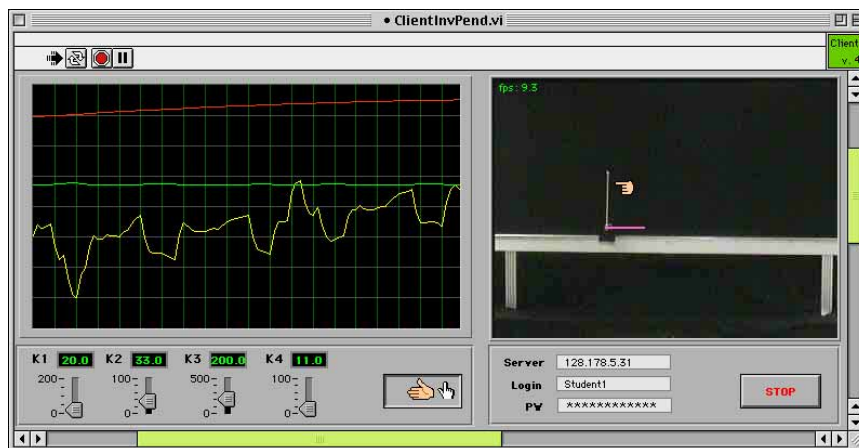 • ClientInvPend.vi
Client
v. 4
fps: 9.3
K1 20.0 K2 33.0 K3 200.0 K4 11.0
200 100 500 100
0 0 0 0
Server 128.178.5.31
Login Student1
PW ************
STOP